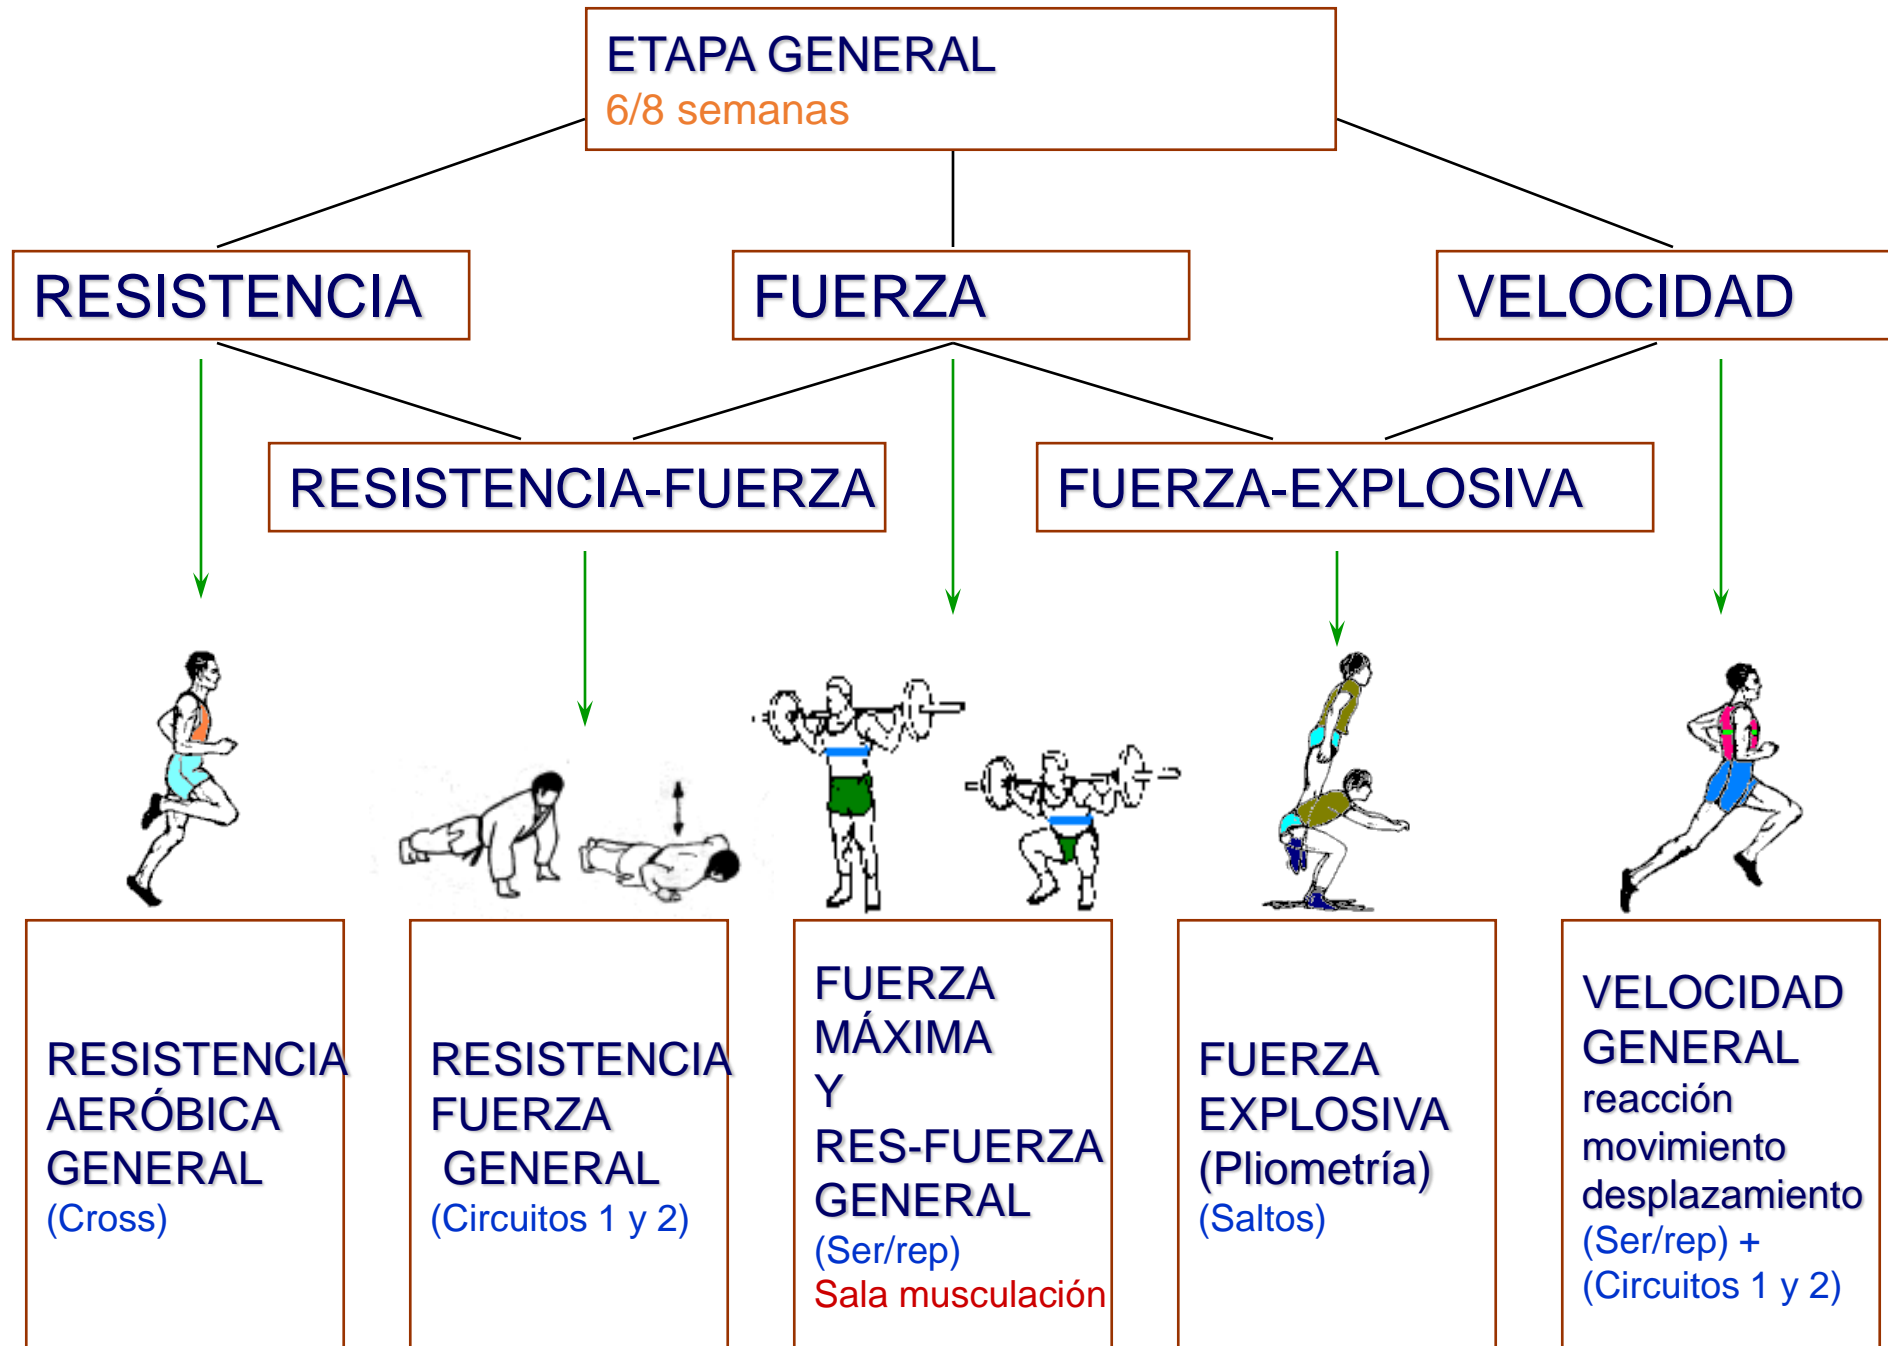 ETAPA GENERAL
6/8 semanas
RESISTENCIA
FUERZA
VELOCIDAD
RESISTENCIA-FUERZA
FUERZA-EXPLOSIVA
RESISTENCIA
AERÓBICA
GENERAL
(Cross)
RESISTENCIA
FUERZA
GENERAL
(Circuitos 1 y 2)
FUERZA
MÁXIMA
Y
RES-FUERZA
GENERAL
(Ser/rep)
Sala musculación
FUERZA
EXPLOSIVA
(Pliometría)
(Saltos)
VELOCIDAD
GENERAL
reacción
movimiento
desplazamiento
(Ser/rep) +
(Circuitos 1 y 2)